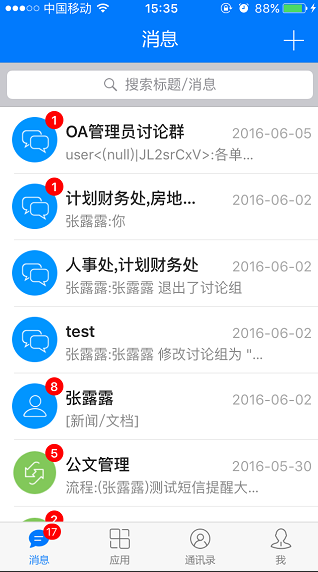 中国移动 15:35 88%
消息
搜索标题/消息
1
OA管理员讨论群 2016-06-05
user<(null)|JL2srCxV>:各单...
1
计划财务处,房地... 2016-06-02
张露露:你
人事处,计划财务处 2016-06-02
张露露:张露露 退出了讨论组
test 2016-06-02
张露露:张露露 修改讨论组为 "...
8
张露露 2016-06-02
[新闻/文档]
5
公文管理 2016-05-30
流程:(张露露)测试短信提醒大...
2
17
消息 应用 通讯录 我